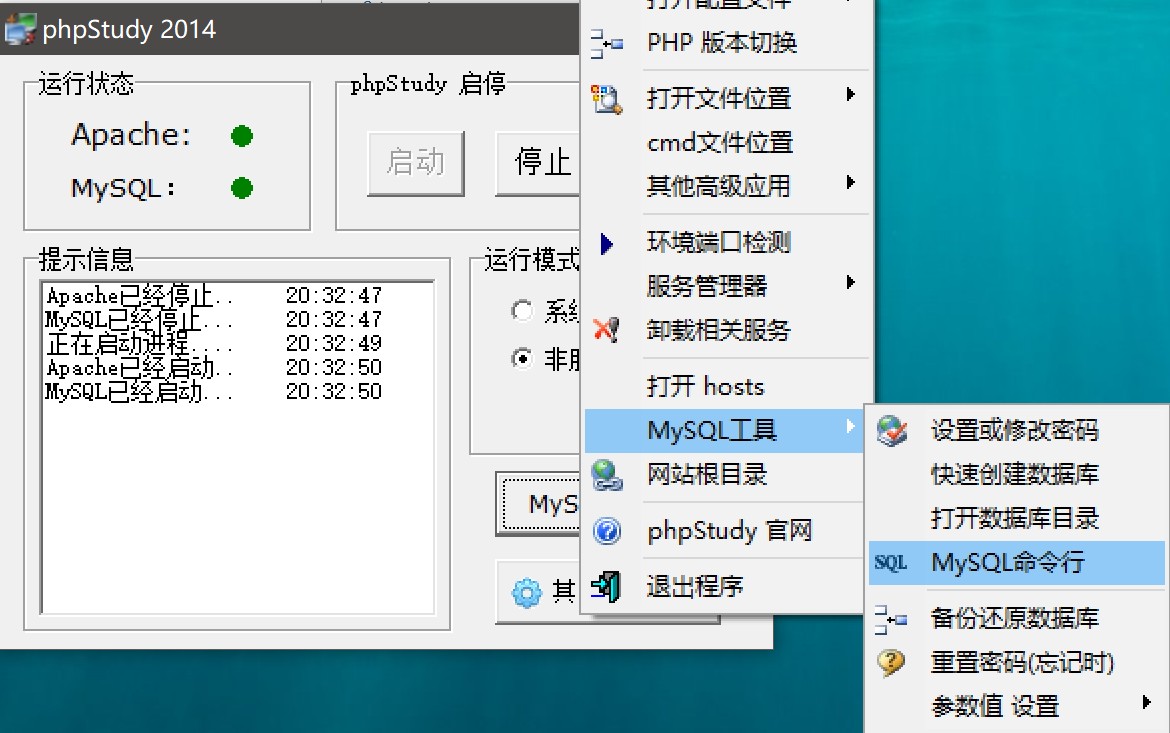 phpStudy 2014
运行状态
Apache:
MySQL:
phpStudy 启停
启动
停止
提示信息
Apache已经停止.. 20:32:47
MySQL已经停止... 20:32:47
正在启动进程.... 20:32:49
Apache已经启动.. 20:32:50
MySQL已经启动... 20:32:50
运行模式
系统
非服
MyS
其
打开配置文件
PHP 版本切换
打开文件位置
cmd文件位置
其他高级应用
环境端口检测
服务管理器
卸载相关服务
打开 hosts
MySQL工具
网站根目录
phpStudy 官网
退出程序
设置或修改密码
快速创建数据库
打开数据库目录
SQL MySQL命令行
备份还原数据库
重置密码(忘记时)
参数值 设置